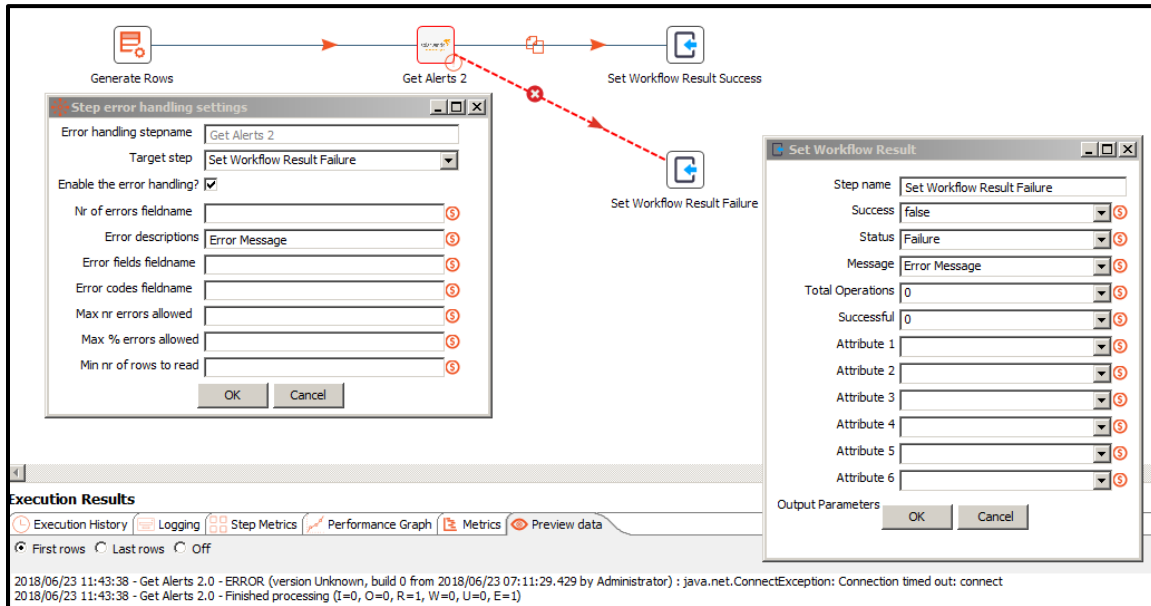 Generate Rows
Get Alerts 2
Set Workflow Result Success
Set Workflow Result Failure
Step error handling settings
Error handling stepname Get Alerts 2
Target step Set Workflow Result Failure
Enable the error handling?
Nr of errors fieldname
Error descriptions Error Message
Error fields fieldname
Error codes fieldname
Max nr errors allowed
Max % errors allowed
Min nr of rows to read
OK Cancel
Set Workflow Result
Step name Set Workflow Result Failure
Success false
Status Failure
Message Error Message
Total Operations 0
Successful 0
Attribute 1
Attribute 2
Attribute 3
Attribute 4
Attribute 5
Attribute 6
Output Parameters
OK Cancel
Execution Results
Execution History Logging Step Metrics Performance Graph Metrics Preview data
First rows Last rows Off
2018/06/23 11:43:38 - Get Alerts 2.0 - ERROR (version Unknown, build 0 from 2018/06/23 07:11:29.429 by Administrator) : java.net.ConnectException: Connection timed out: connect
2018/06/23 11:43:38 - Get Alerts 2.0 - Finished processing (I=0, O=0, R=1, W=0, U=0, E=1)